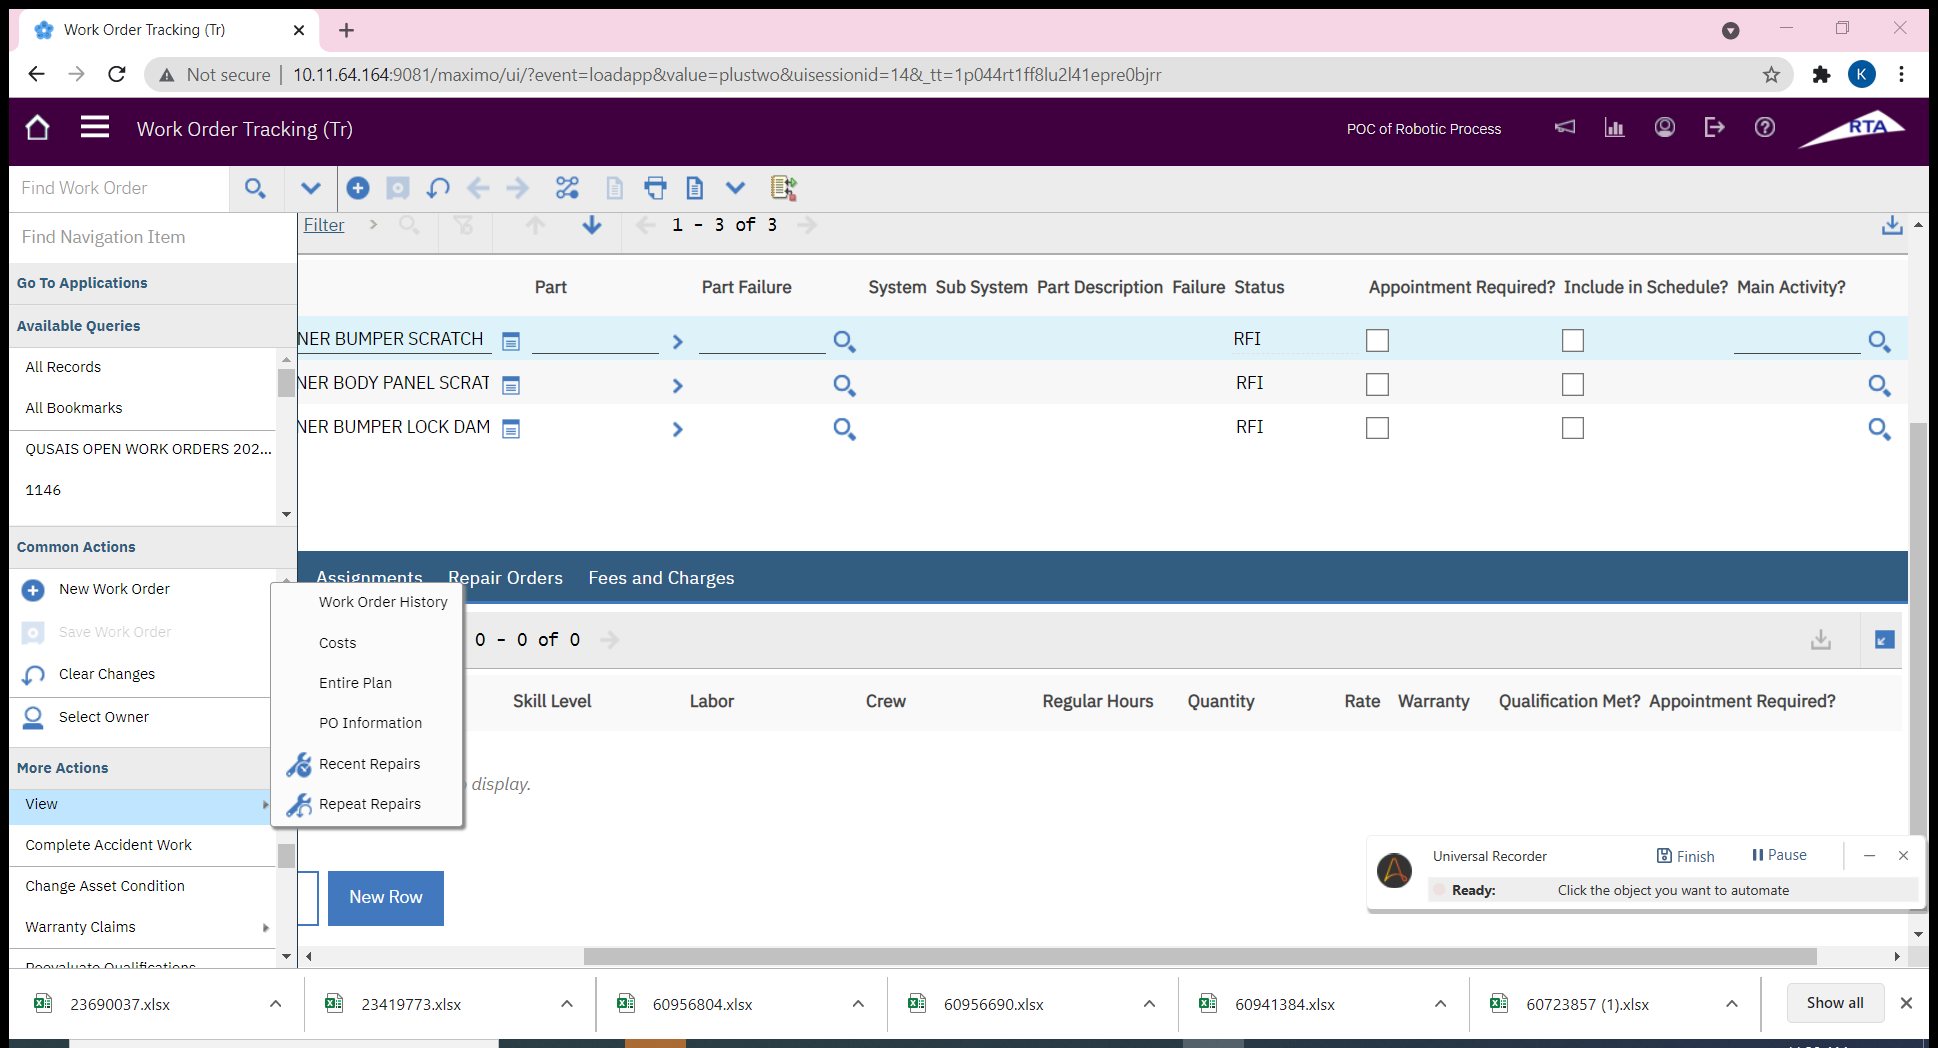 Work Order Tracking (Tr)
Not secure
10.11.64.164:9081/maximo/ui/?event=loadapp&value=plustwo&uisessionid=14&_tt=1p044rt1ff8lu2l41epre0bjrr
K
Work Order Tracking (Tr)
POC of Robotic Process
RTA
Find Work Order
Find Navigation Item
Go To Applications
Available Queries
All Records
All Bookmarks
QUSAIS OPEN WORK ORDERS 202...
1146
Common Actions
New Work Order
Save Work Order
Clear Changes
Select Owner
More Actions
View
Complete Accident Work
Change Asset Condition
Warranty Claims
Reevaluate Qualifications
Filter
1 - 3 of 3
Part Part Failure System Sub System Part Description Failure Status Appointment Required? Include in Schedule? Main Activity?
NER BUMPER SCRATCH RFI
NER BODY PANEL SCRAT RFI
NER BUMPER LOCK DAM RFI
Assignments Repair Orders Fees and Charges
Work Order History
Costs
Entire Plan
PO Information
Recent Repairs
Repeat Repairs
0 - 0 of 0
Skill Level Labor Crew Regular Hours Quantity Rate Warranty Qualification Met? Appointment Required?
display.
New Row
Universal Recorder
Finish
Pause
Ready: Click the object you want to automate
23690037.xlsx
23419773.xlsx
60956804.xlsx
60956690.xlsx
60941384.xlsx
60723857 (1).xlsx
Show all